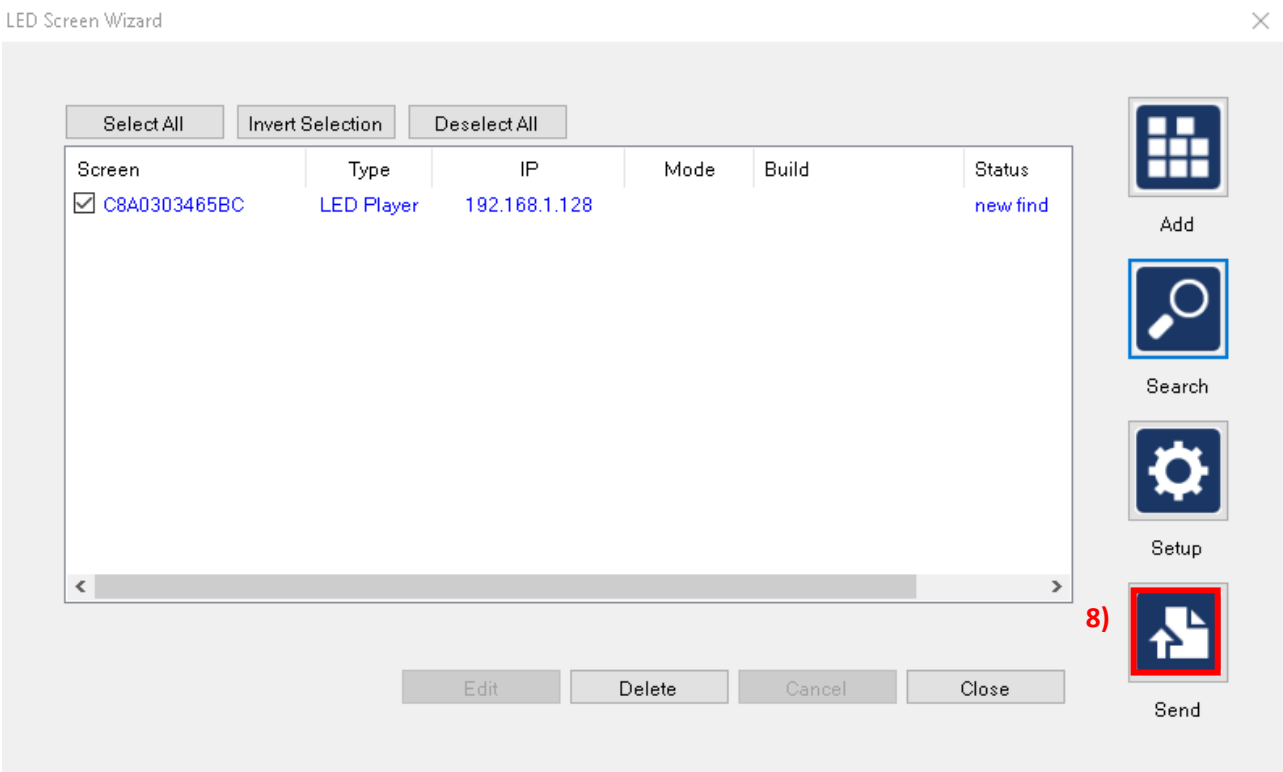 LED Screen Wizard
Select All Invert Selection Deselect All
Screen Type IP Mode Build Status
C8A0303465BC LED Player 192.168.1.128 new find
Add
Search
Setup
8)
Edit Delete Cancel Close
Send